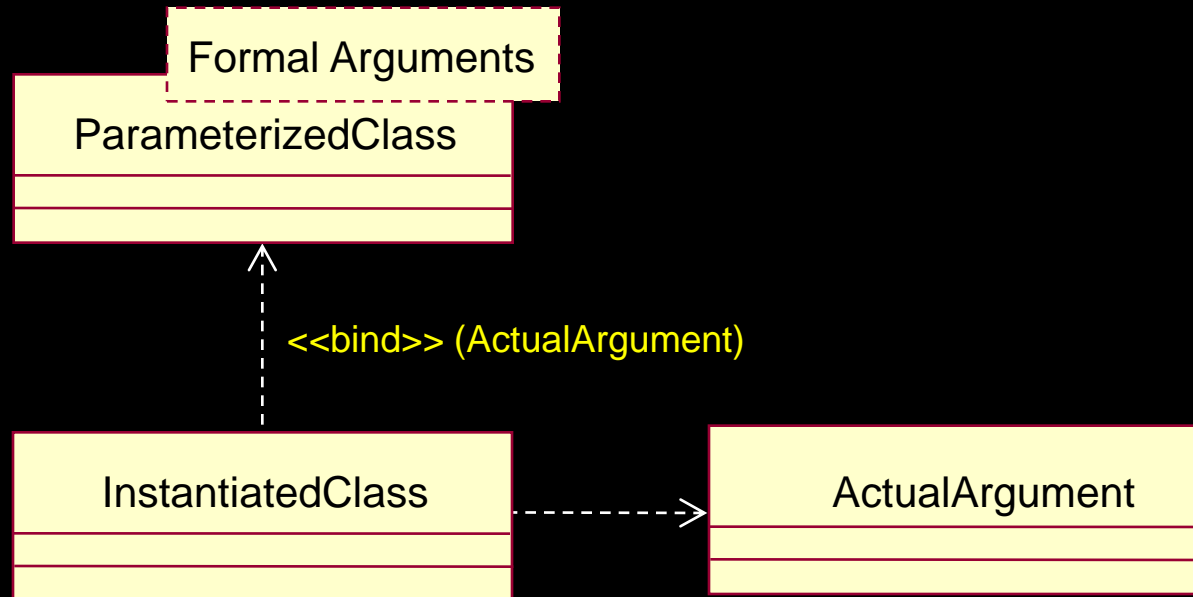 Formal Arguments
ParameterizedClass
<<bind>> (ActualArgument)
InstantiatedClass
ActualArgument